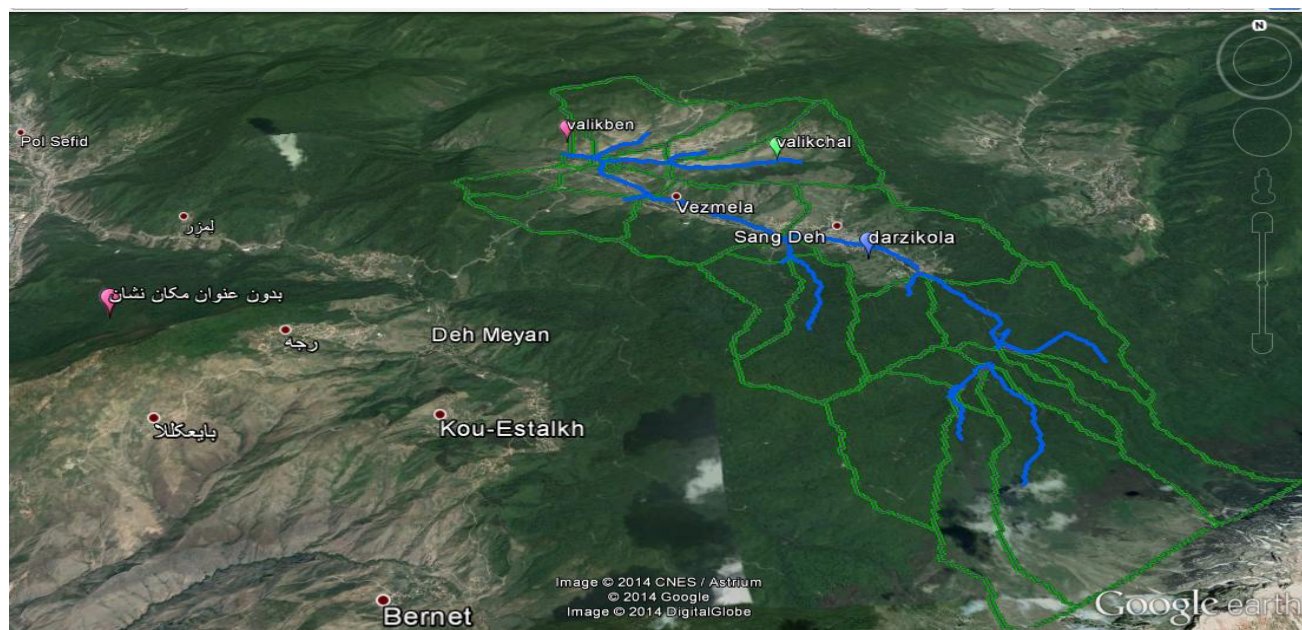 N
valikben
Pol Sefid
valikchal
Vezmela
لمزر
Sang Deh
darzikola
بدون عنوان مکان نشان
رجه
Deh Meyan
بایعکللا
Kou-Estalkh
Image © 2014 CNES / Astrium
© 2014 Google
Image © 2014 DigitalGlobe
Bernet
Google earth